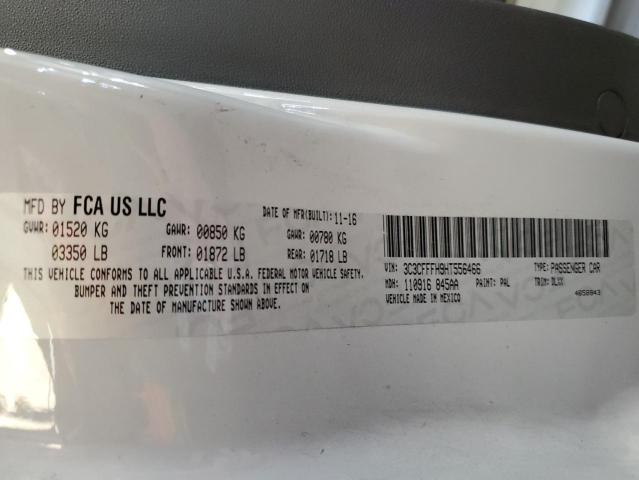 MFD BY FCA US LLC
DATE OF MFR(BUILT): 11-16
GVWR: 01520 KG GAWR: 00850 KG GAWR: 00780 KG
03350 LB FRONT: 01872 LB REAR: 01718 LB
THIS VEHICLE CONFORMS TO ALL APPLICABLE U.S.A. FEDERAL MOTOR VEHICLE SAFETY,
BUMPER AND THEFT PREVENTION STANDARDS IN EFFECT ON
THE DATE OF MANUFACTURE SHOWN ABOVE.
VIN: 3C3CFFFH9HT556466 TYPE: PASSENGER CAR
MDH: 110916 845AA PAINT: PAL TRIM: DLXX
VEHICLE MADE IN MEXICO